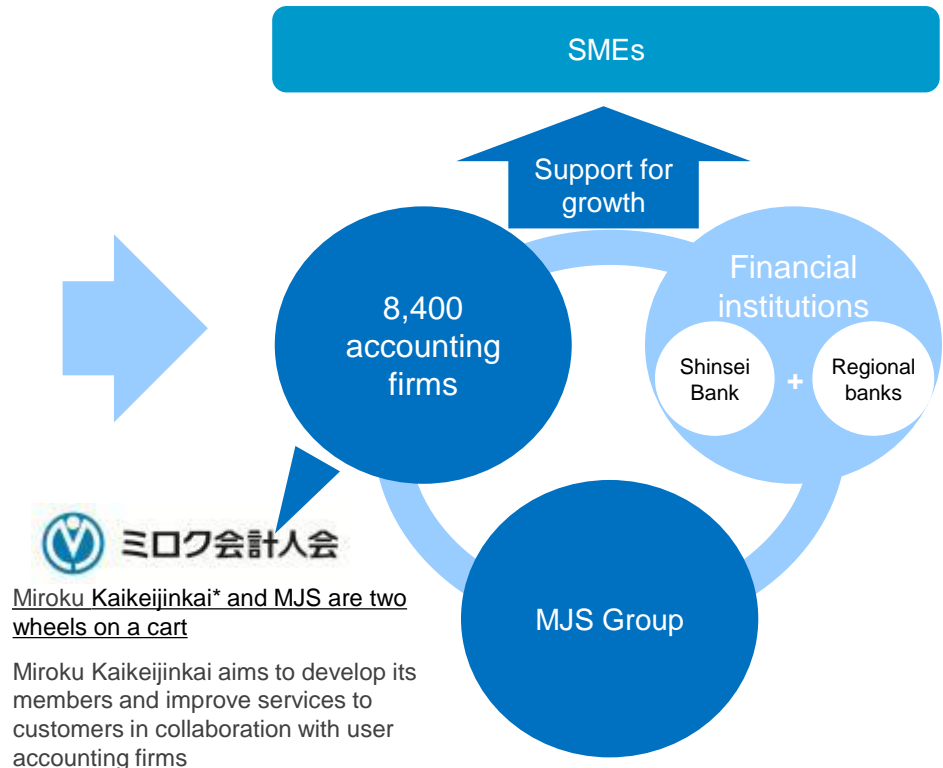 SMEs
Support for
growth
8,400
accounting
firms
Financial
institutions
Shinsei
Bank
+
Regional
banks
ミロク会計人会
Miroku Kaikeijinkai* and MJS are two
wheels on a cart
MJS Group
Miroku Kaikeijinkai aims to develop its
members and improve services to
customers in collaboration with user
accounting firms